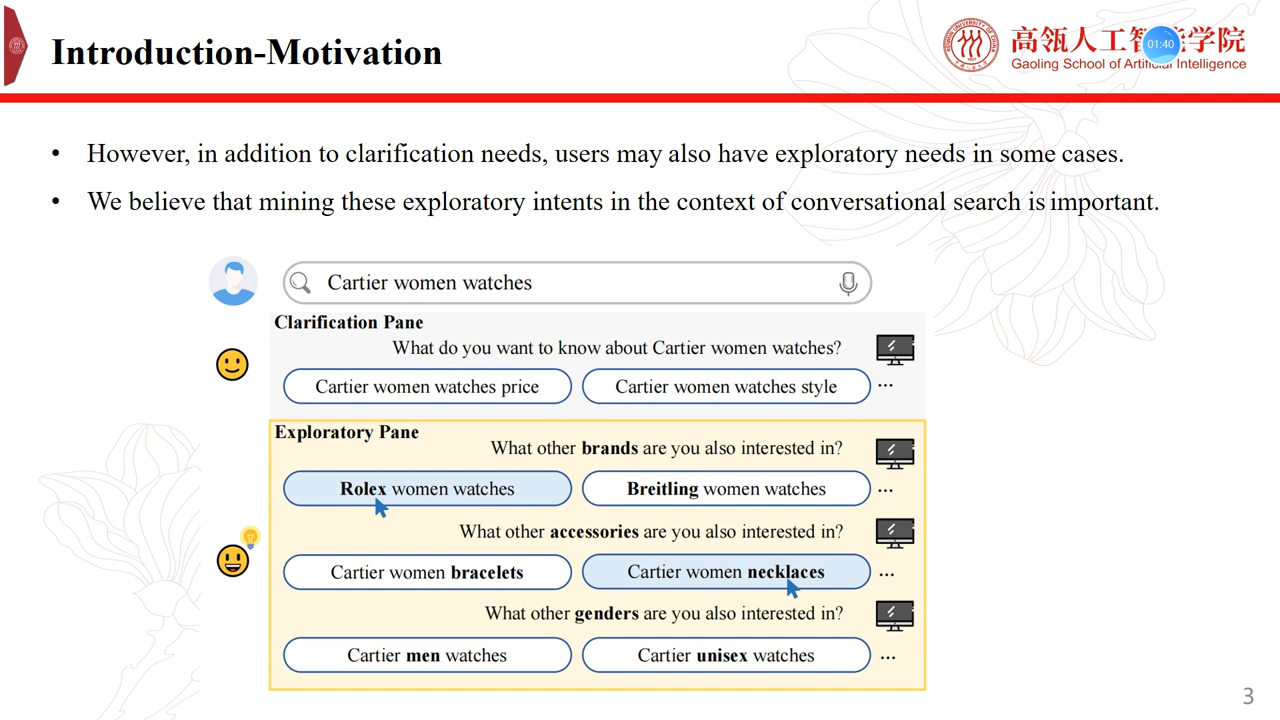 Introduction-Motivation
高瓴人工智能学院
01:40
Gaoling School of Artificial Intelligence
• However, in addition to clarification needs, users may also have exploratory needs in some cases.
• We believe that mining these exploratory intents in the context of conversational search is important.
Cartier women watches
Clarification Pane
What do you want to know about Cartier women watches?
Cartier women watches price
Cartier women watches style
...
Exploratory Pane
What other brands are you also interested in?
Rolex women watches
Breitling women watches
...
What other accessories are you also interested in?
Cartier women bracelets
Cartier women necklaces
...
What other genders are you also interested in?
Cartier men watches
Cartier unisex watches
...
3